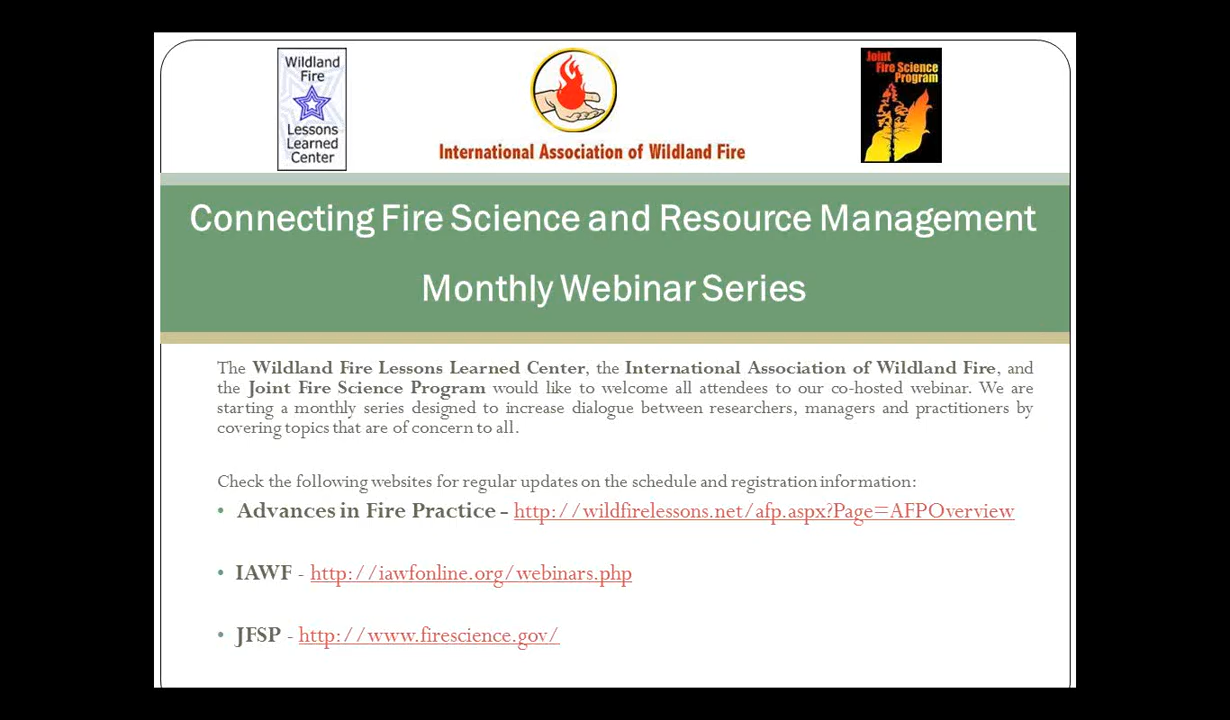 Wildland
Fire
Lessons
Learned
Center
International Association of Wildland Fire
Joint
Fire Science
Program
Connecting Fire Science and Resource Management
Monthly Webinar Series
The Wildland Fire Lessons Learned Center, the International Association of Wildland Fire, and
the Joint Fire Science Program would like to welcome all attendees to our co-hosted webinar. We are
starting a monthly series designed to increase dialogue between researchers, managers and practitioners by
covering topics that are of concern to all.
Check the following websites for regular updates on the schedule and registration information:
• Advances in Fire Practice - http://wildfirelessons.net/afp.aspx?Page=AFPOverview
• IAWF - http://iawfonline.org/webinars.php
• JFSP - http://www.firescience.gov/